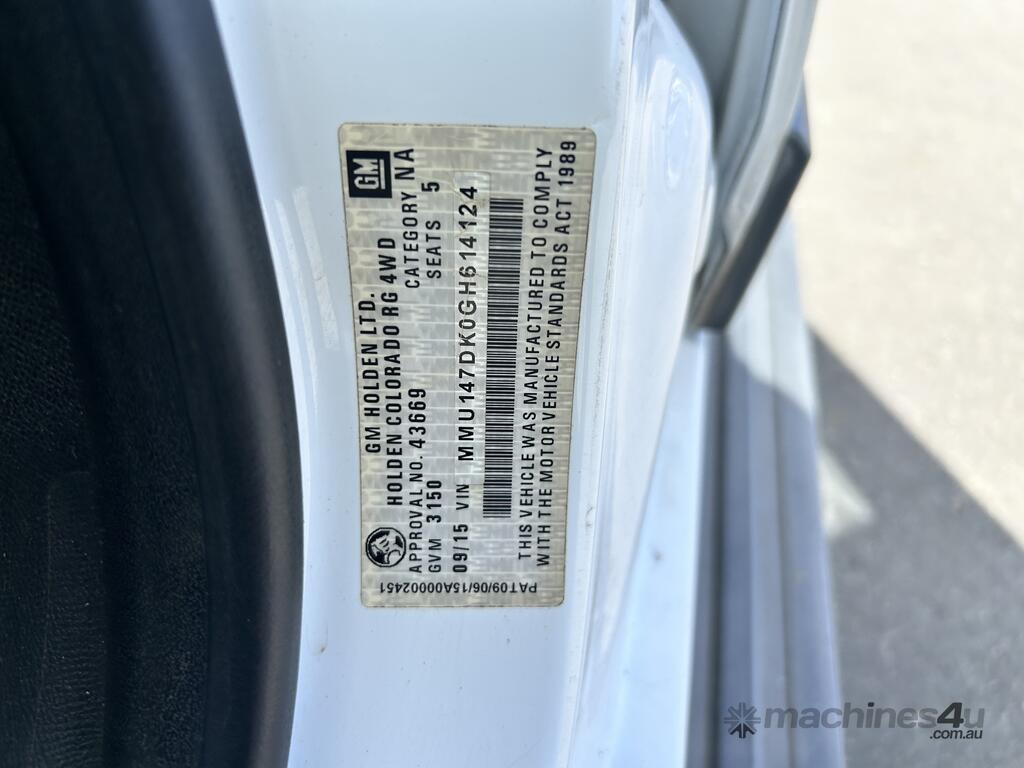 GM
GM HOLDEN LTD.
HOLDEN COLORADO RG 4WD
APPROVAL NO. 43669 CATEGORY NA
GVM 3150 SEATS 5
09/15 VIN MMU147DK0GH614124
THIS VEHICLE WAS MANUFACTURED TO COMPLY
WITH THE MOTOR VEHICLE STANDARDS ACT 1989
PAT09/06/15A000002451
machines4u
.com.au